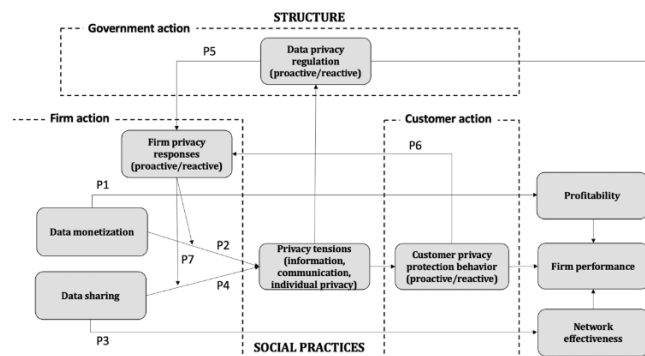 STRUCTURE
Government action
Data privacy
regulation
(proactive/reactive)
P5
Firm action
Customer action
Firm privacy
responses
(proactive/reactive)
P6
P1
Profitability
Data monetization
P2
P7
Privacy tensions
(information,
communication,
individual privacy)
Customer privacy
protection behavior
(proactive/reactive)
Firm performance
Data sharing
P4
P3
SOCIAL PRACTICES
Network
effectiveness